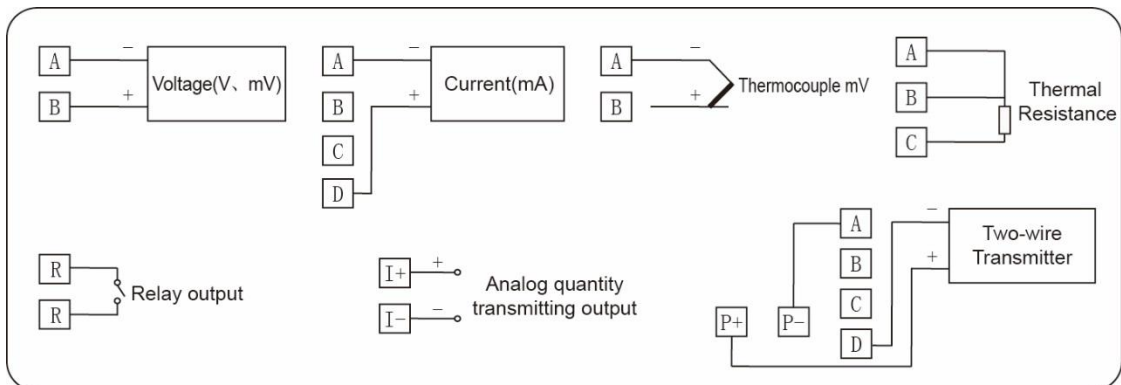 A
B
−
+
Voltage(V、mV)
A
B
C
D
−
+
Current(mA)
A
B
−
+
Thermocouple mV
A
B
C
Thermal
Resistance
R
R
Relay output
I+
I−
+
−
Analog quantity
transmitting output
P+
P−
A
B
C
D
−
+
Two-wire
Transmitter